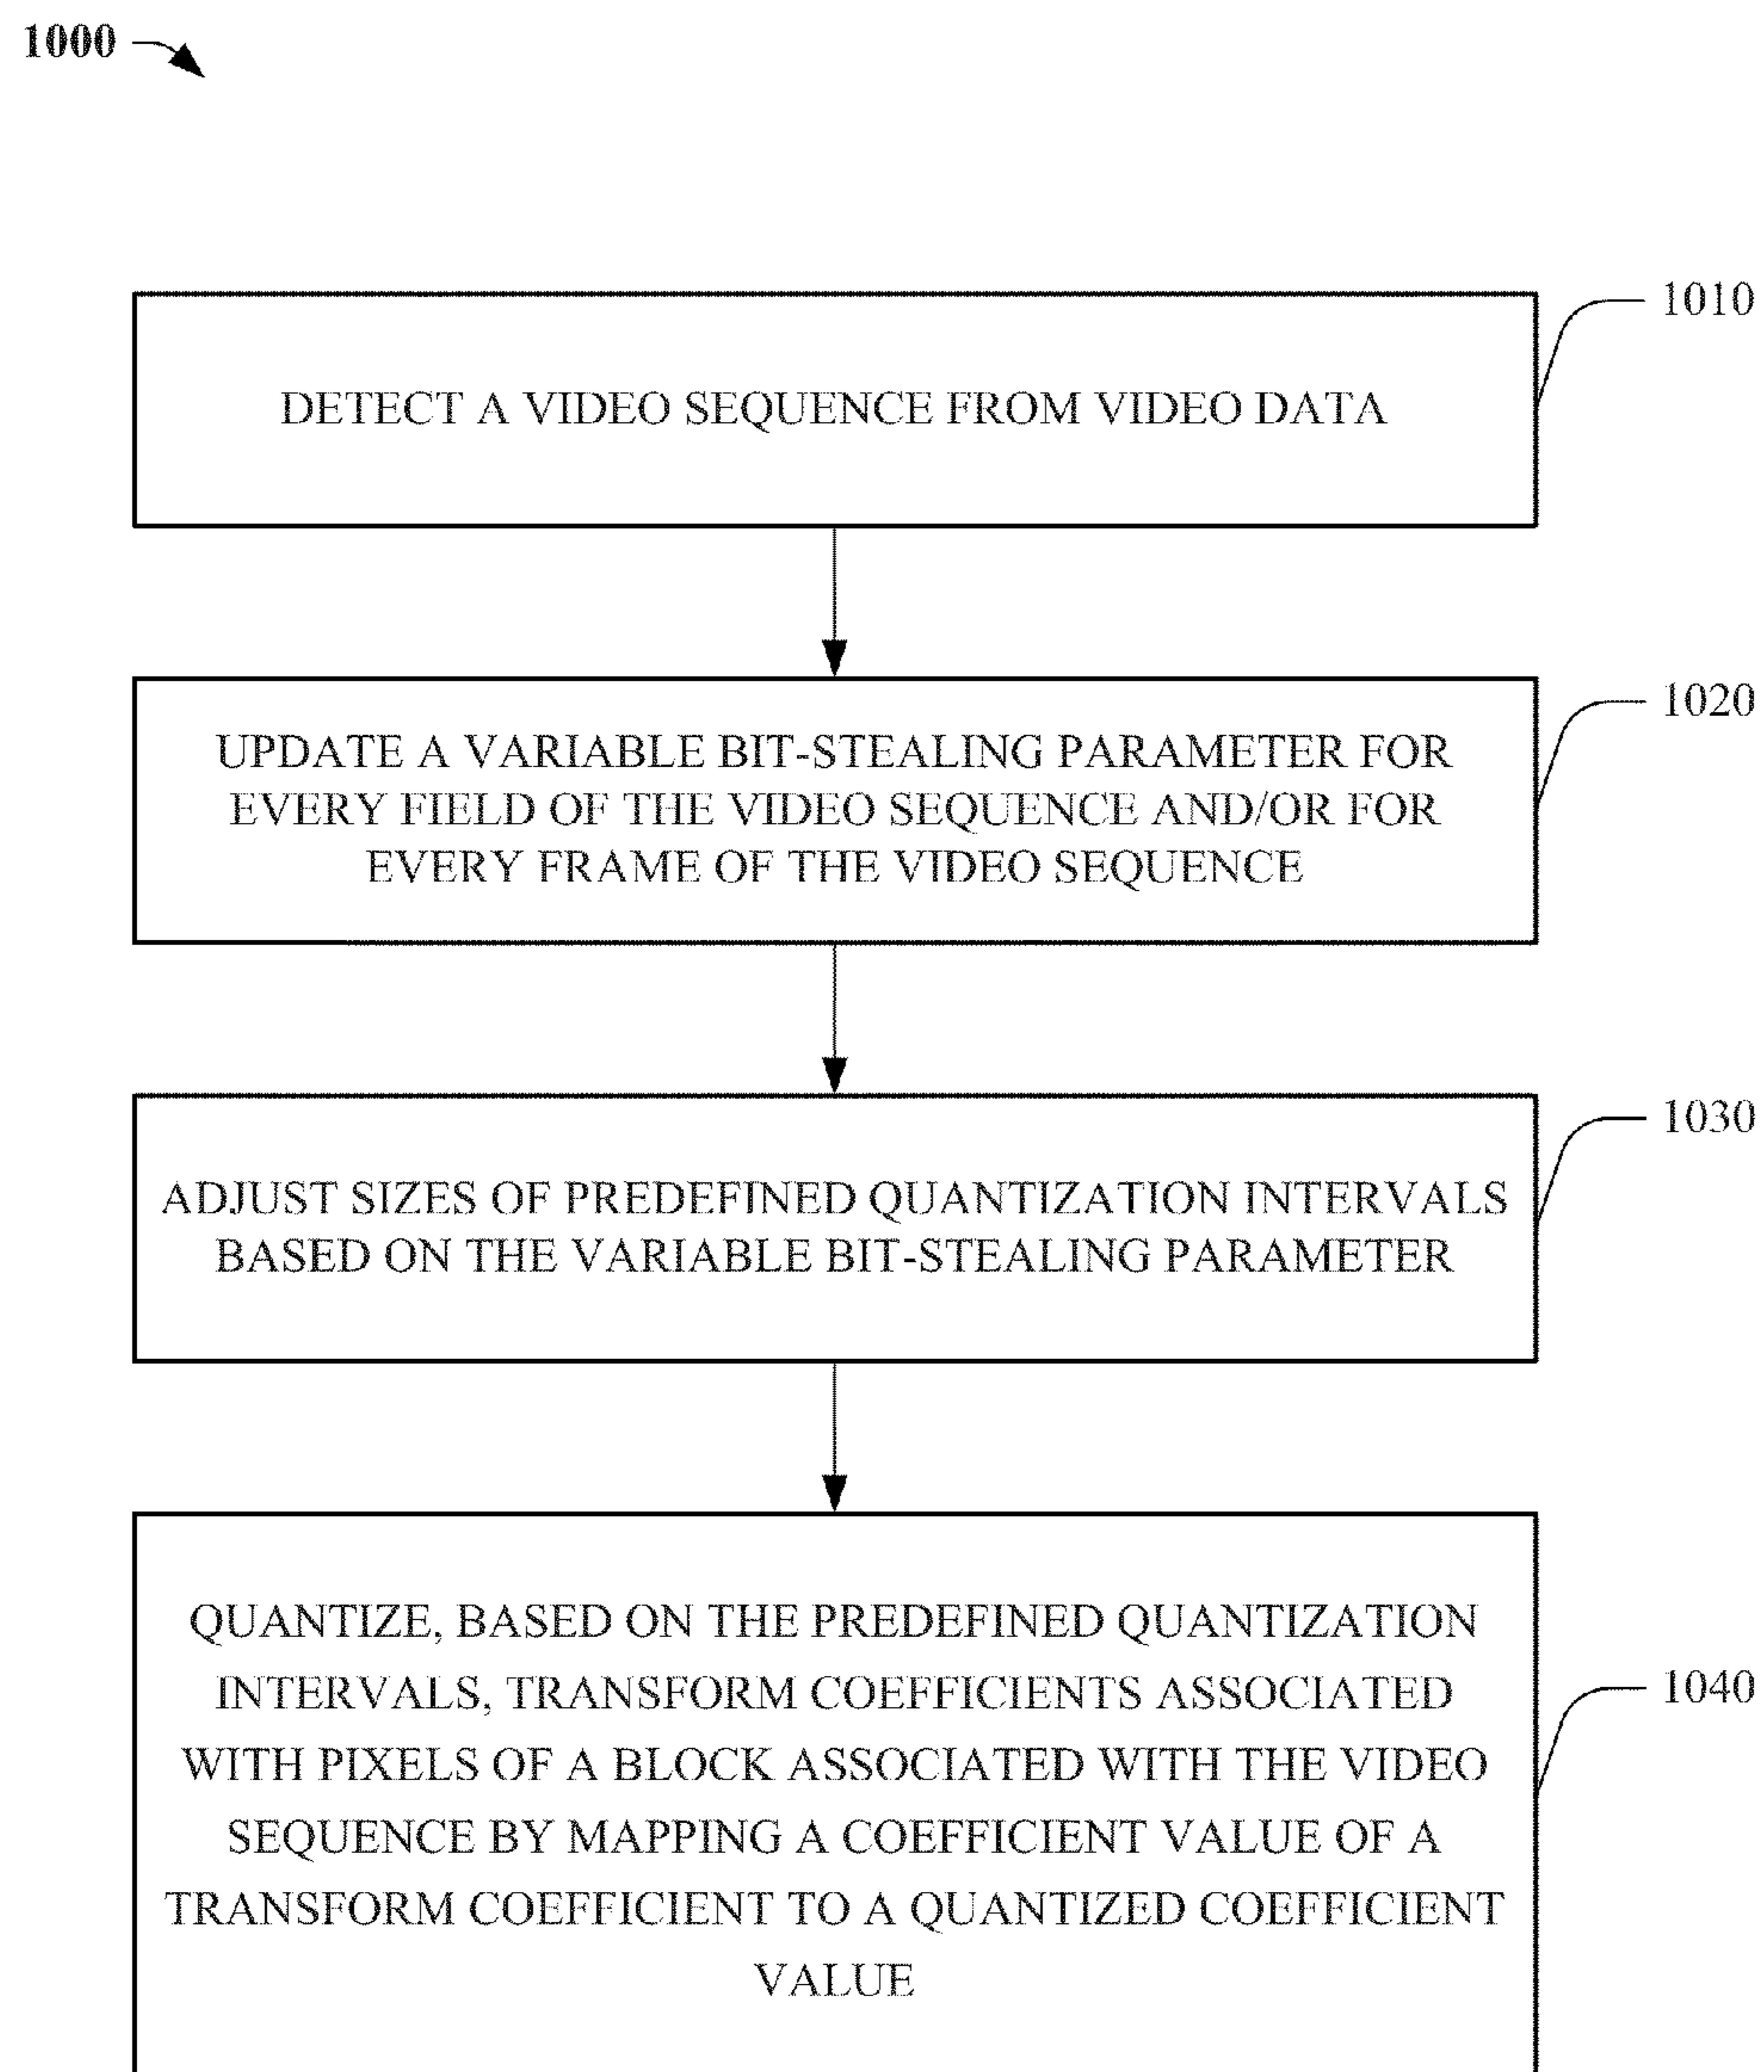 1000
1010
DETECT A VIDEO SEQUENCE FROM VIDEO DATA
1020
UPDATE A VARIABLE BIT-STEALING PARAMETER FOR
EVERY FIELD OF THE VIDEO SEQUENCE AND/OR FOR
EVERY FRAME OF THE VIDEO SEQUENCE
1030
ADJUST SIZES OF PREDEFINED QUANTIZATION INTERVALS
BASED ON THE VARIABLE BIT-STEALING PARAMETER
QUANTIZE, BASED ON THE PREDEFINED QUANTIZATION
INTERVALS, TRANSFORM COEFFICIENTS ASSOCIATED
1040
WITH PIXELS OF A BLOCK ASSOCIATED WITH THE VIDEO
SEQUENCE BY MAPPING A COEFFICIENT VALUE OF A
TRANSFORM COEFFICIENT TO A QUANTIZED COEFFICIENT
VALUE